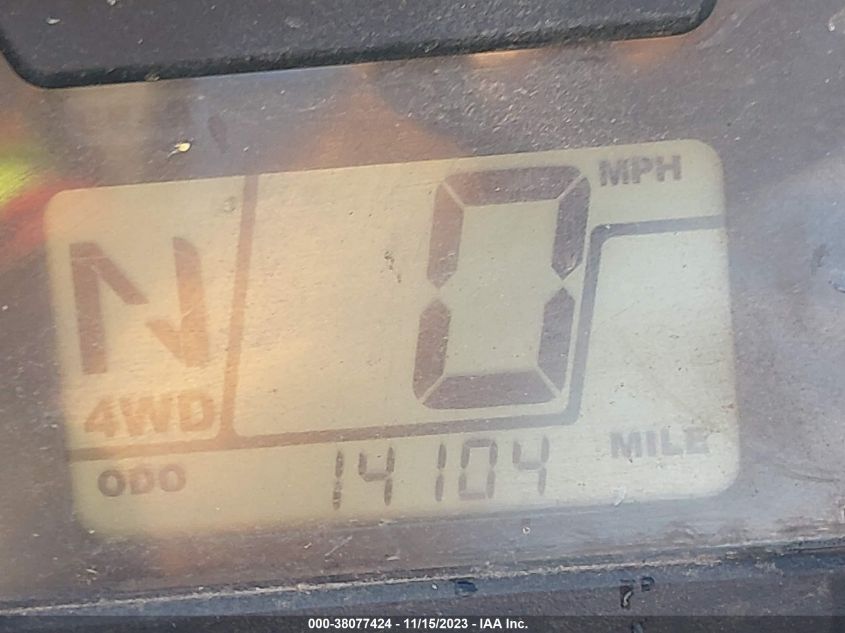 0 MPH
N
4WD
ODO 14104 MILE
000-38077424 - 11/15/2023 - IAA Inc.